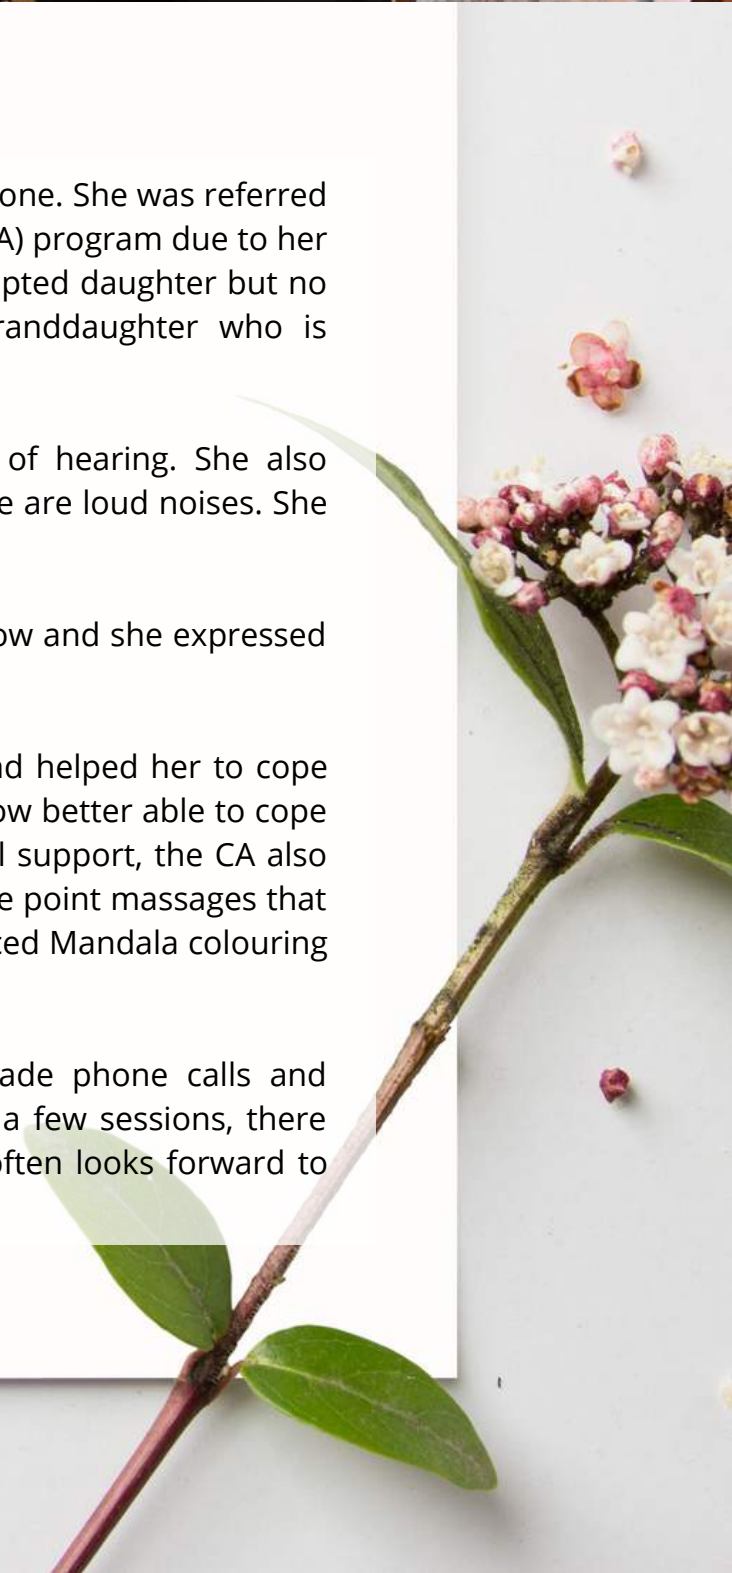 one. She was referred
A) program due to her
pted daughter but no
randdaughter who is
of hearing. She also
e are loud noises. She
ow and she expressed
nd helped her to cope
ow better able to cope
l support, the CA also
e point massages that
zed Mandala colouring
ade phone calls and
a few sessions, there
often looks forward to